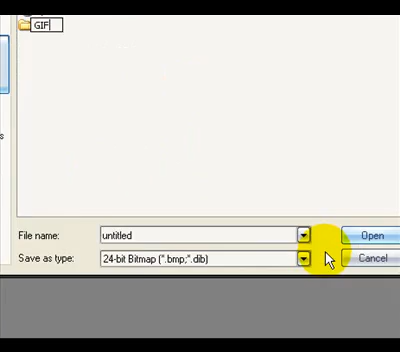 GIF
File name: untitled Open
Save as type: 24-bit Bitmap (*.bmp;*.dib) Cancel